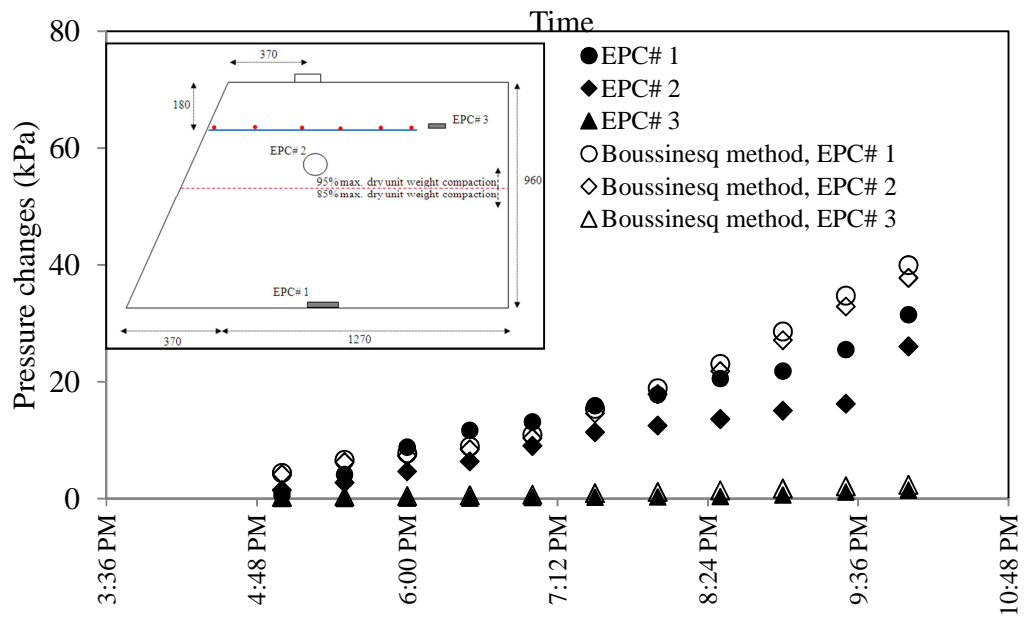 Time
80
60
40
20
0
Pressure changes (kPa)
3:36 PM
4:48 PM
6:00 PM
7:12 PM
8:24 PM
9:36 PM
10:48 PM
EPC# 1
EPC# 2
EPC# 3
Boussinesq method, EPC# 1
Boussinesq method, EPC# 2
Boussinesq method, EPC# 3
370
180
EPC# 3
EPC# 2
95% max. dry unit weight compaction
85% max. dry unit weight compaction
960
EPC# 1
370
1270